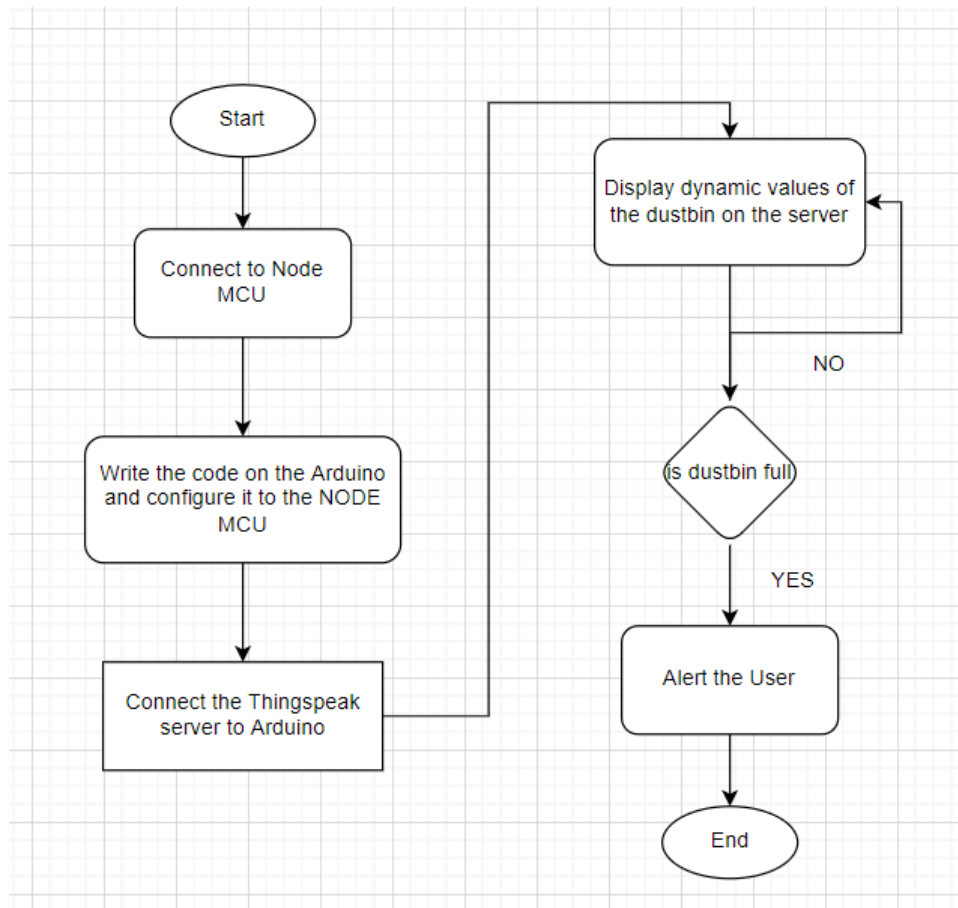 Start
Connect to Node
MCU
Write the code on the Arduino
and configure it to the NODE
MCU
Connect the Thingspeak
server to Arduino
Display dynamic values of
the dustbin on the server
NO
is dustbin full
YES
Alert the User
End